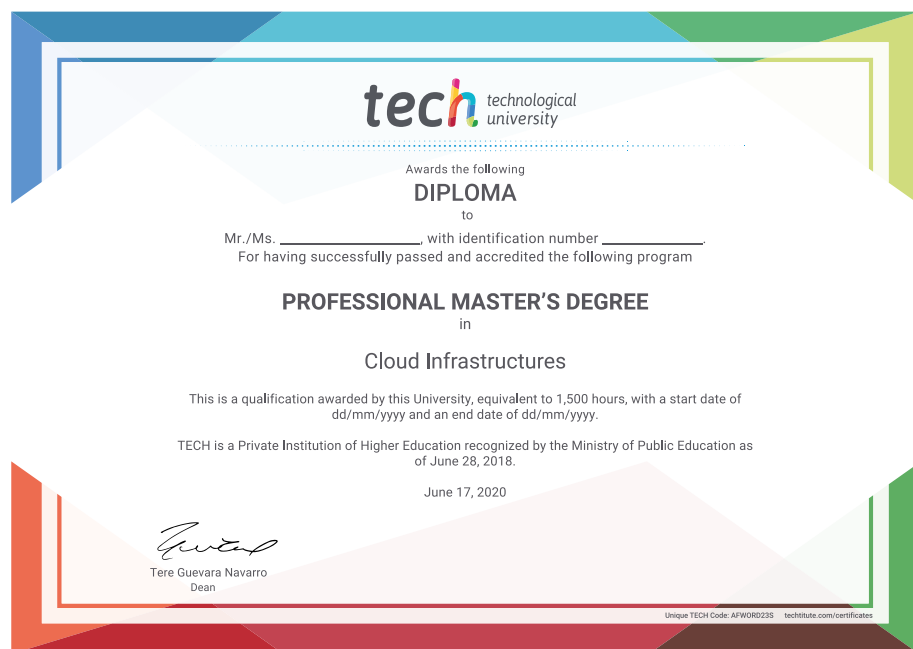 tech technological
university
Awards the following
DIPLOMA
to
Mr./Ms. ____________________, with identification number ______________.
For having successfully passed and accredited the following program
PROFESSIONAL MASTER'S DEGREE
in
Cloud Infrastructures
This is a qualification awarded by this University, equivalent to 1,500 hours, with a start date of
dd/mm/yyyy and an end date of dd/mm/yyyy.
TECH is a Private Institution of Higher Education recognized by the Ministry of Public Education as
of June 28, 2018.
June 17, 2020
Tere Guevara Navarro
Dean
Unique TECH Code: AFWORD23S techtitute.com/certificates